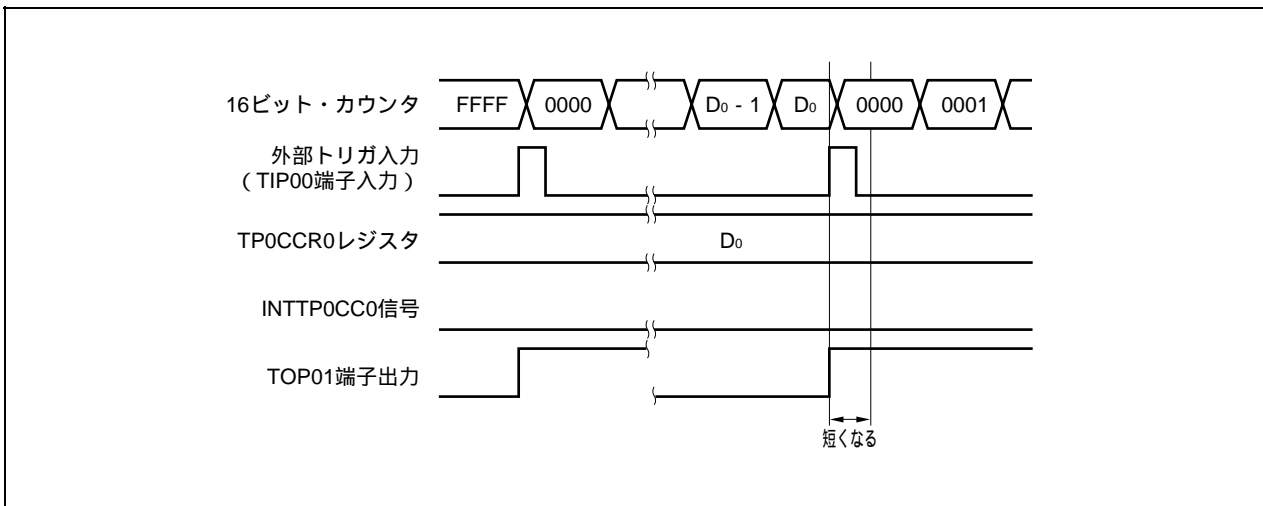 16ビット・カウンタ FFFF 0000 D0 - 1 D0 0000 0001
外部トリガ入力
( TIP00端子入力 )
TP0CCR0レジスタ D0
INTTP0CC0信号
TOP01端子出力
短くなる